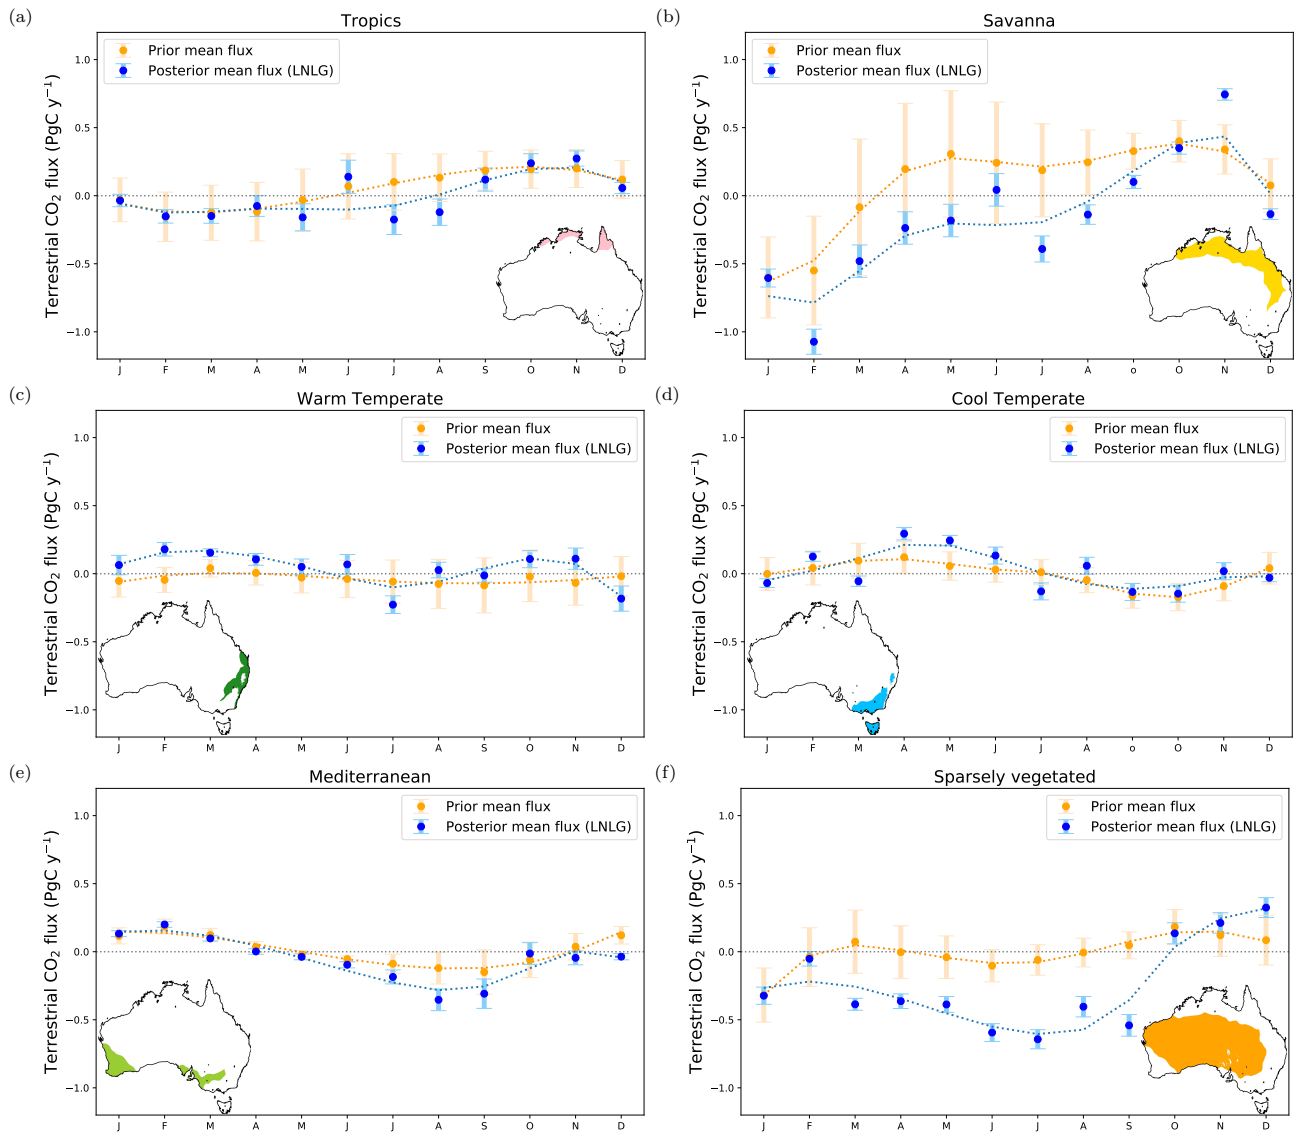 (a)
Tropics
Terrestrial CO₂ flux (PgC y⁻¹)
Prior mean flux
Posterior mean flux (LNLG)
1.0
0.5
0.0
−0.5
−1.0
J F M A M J J A S O N D
(b)
Savanna
Terrestrial CO₂ flux (PgC y⁻¹)
Prior mean flux
Posterior mean flux (LNLG)
1.0
0.5
0.0
−0.5
−1.0
J F M A M J J A o O N D
(c)
Warm Temperate
Terrestrial CO₂ flux (PgC y⁻¹)
Prior mean flux
Posterior mean flux (LNLG)
1.0
0.5
0.0
−0.5
−1.0
J F M A M J J A S O N D
(d)
Cool Temperate
Terrestrial CO₂ flux (PgC y⁻¹)
Prior mean flux
Posterior mean flux (LNLG)
1.0
0.5
0.0
−0.5
−1.0
J F M A M J J A o O N D
(e)
Mediterranean
Terrestrial CO₂ flux (PgC y⁻¹)
Prior mean flux
Posterior mean flux (LNLG)
1.0
0.5
0.0
−0.5
−1.0
J F M A M J J A S O N D
(f)
Sparsely vegetated
Terrestrial CO₂ flux (PgC y⁻¹)
Prior mean flux
Posterior mean flux (LNLG)
1.0
0.5
0.0
−0.5
−1.0
J F M A M J J A S O N D